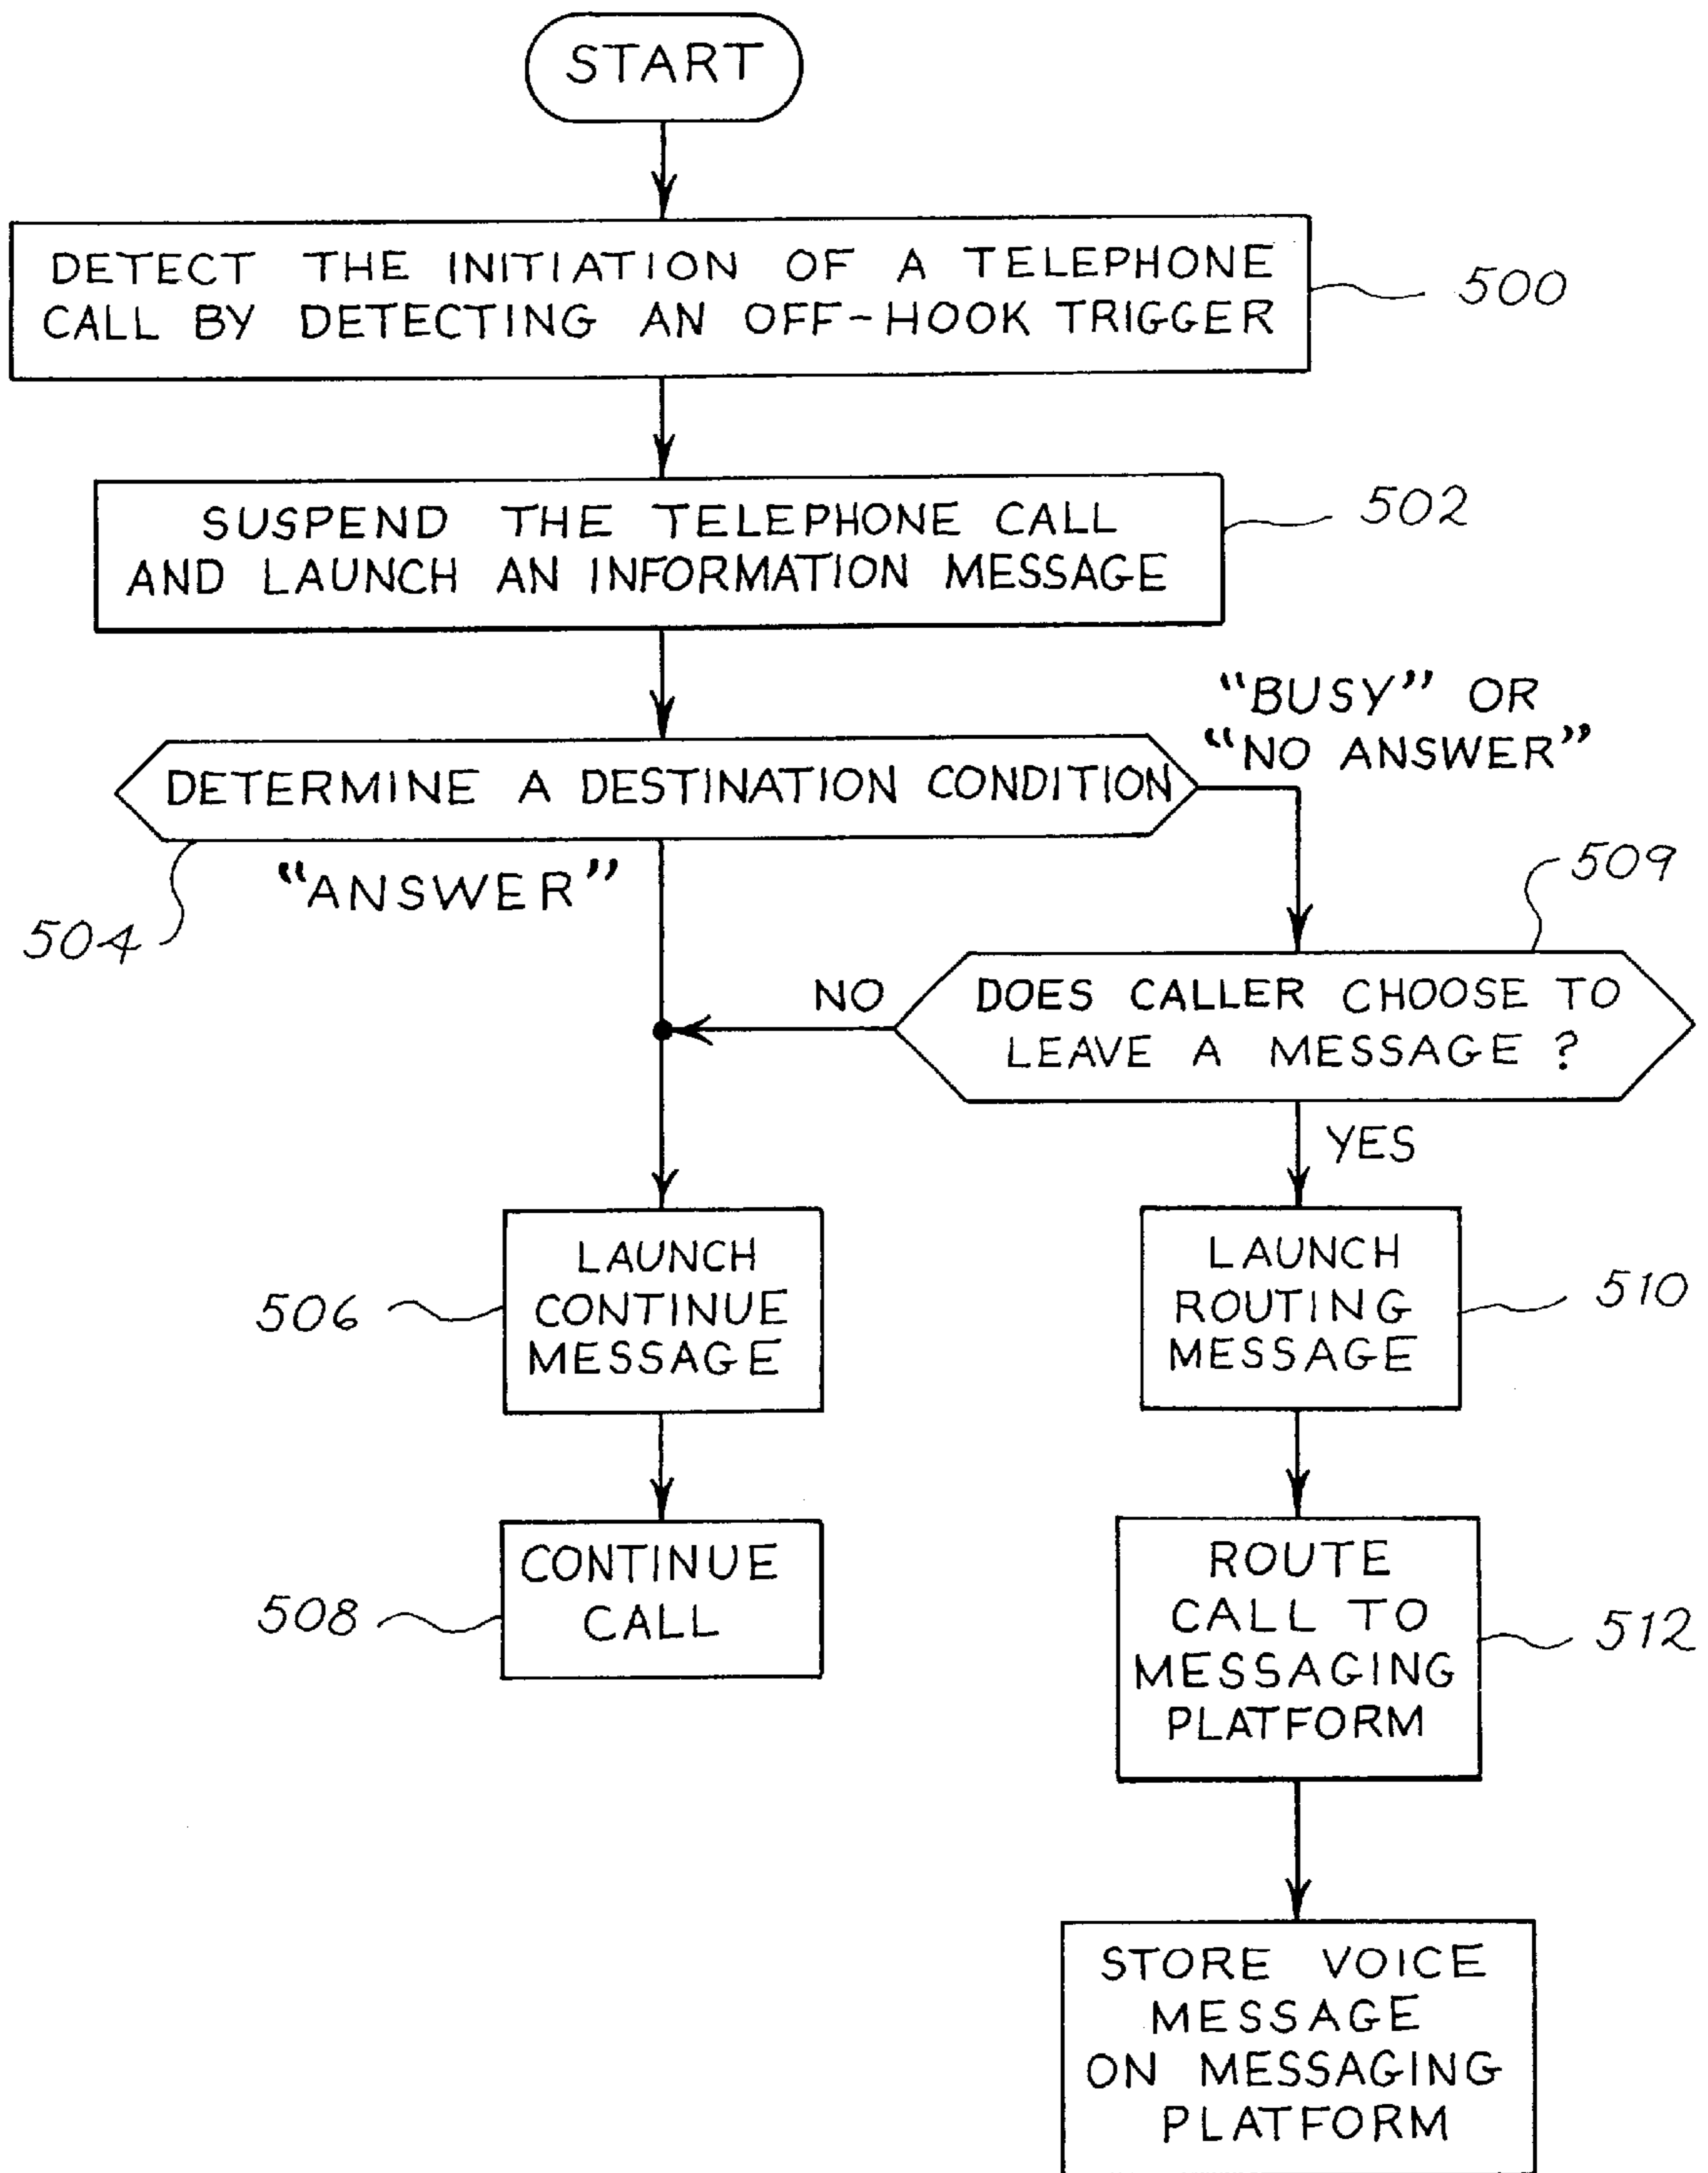 START
DETECT THE INITIATION OF A TELEPHONE
CALL BY DETECTING AN OFF-HOOK TRIGGER
500
SUSPEND THE TELEPHONE CALL
AND LAUNCH AN INFORMATION MESSAGE
502
"BUSY" OR
"NO ANSWER"
DETERMINE A DESTINATION CONDITION
"ANSWER"
504
509
NO
DOES CALLER CHOOSE TO
LEAVE A MESSAGE ?
YES
LAUNCH
CONTINUE
MESSAGE
506
LAUNCH
ROUTING
MESSAGE
510
CONTINUE
CALL
508
ROUTE
CALL TO
MESSAGING
PLATFORM
512
STORE VOICE
MESSAGE
ON MESSAGING
PLATFORM